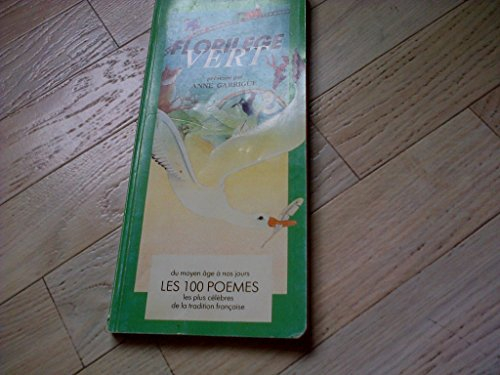 FLORILEGE
VERT
présenté par
ANNE GARRIGUE
du moyen âge à nos jours
LES 100 POEMES
les plus célèbres
de la tradition française